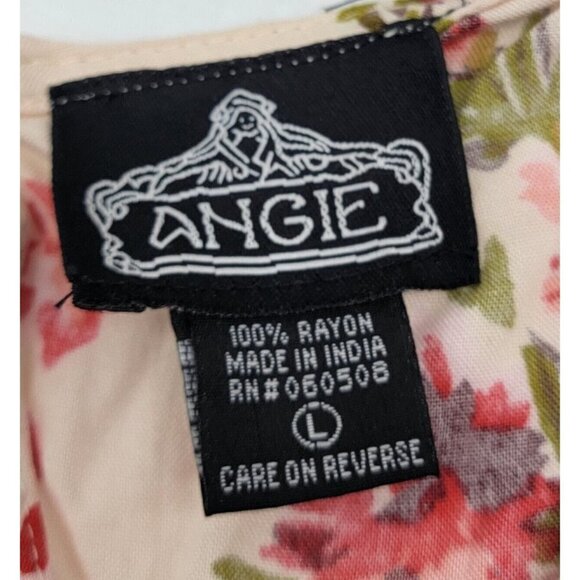 ANGIE
100% RAYON
MADE IN INDIA
RN# 060508
L
CARE ON REVERSE